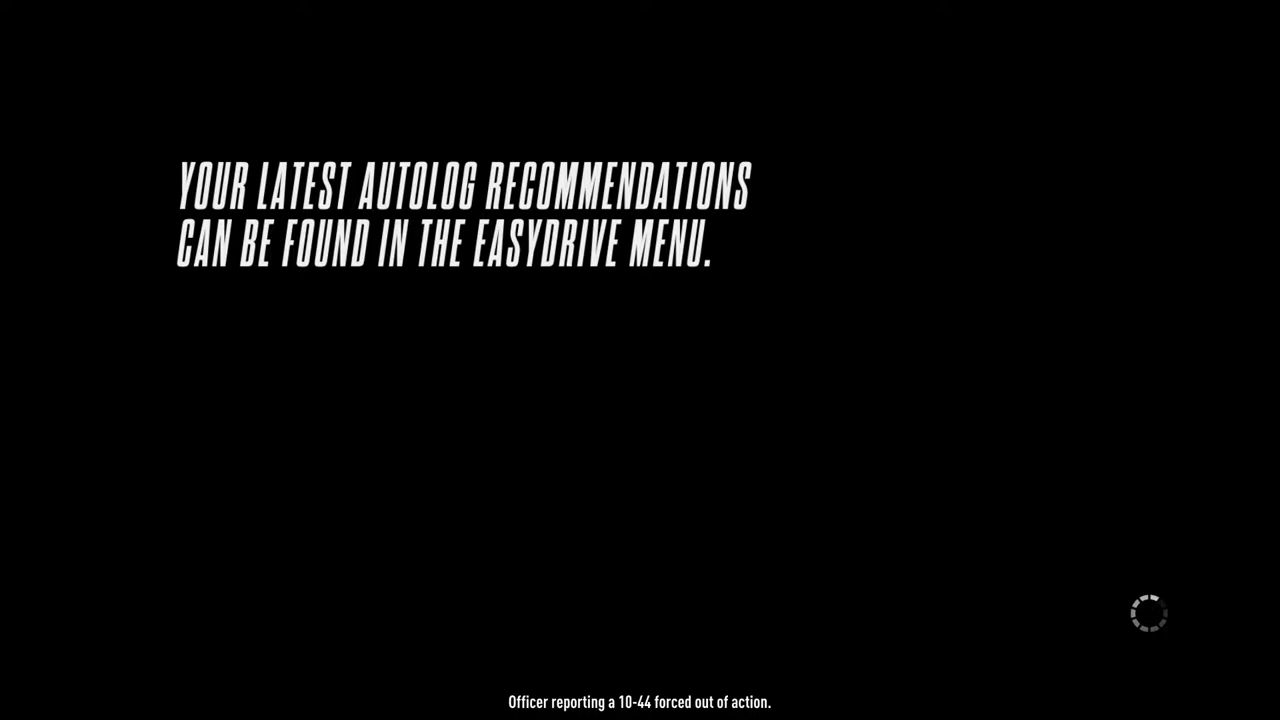 YOUR LATEST AUTOLOG RECOMMENDATIONS
CAN BE FOUND IN THE EASYDRIVE MENU.
Officer reporting a 10-44 forced out of action.